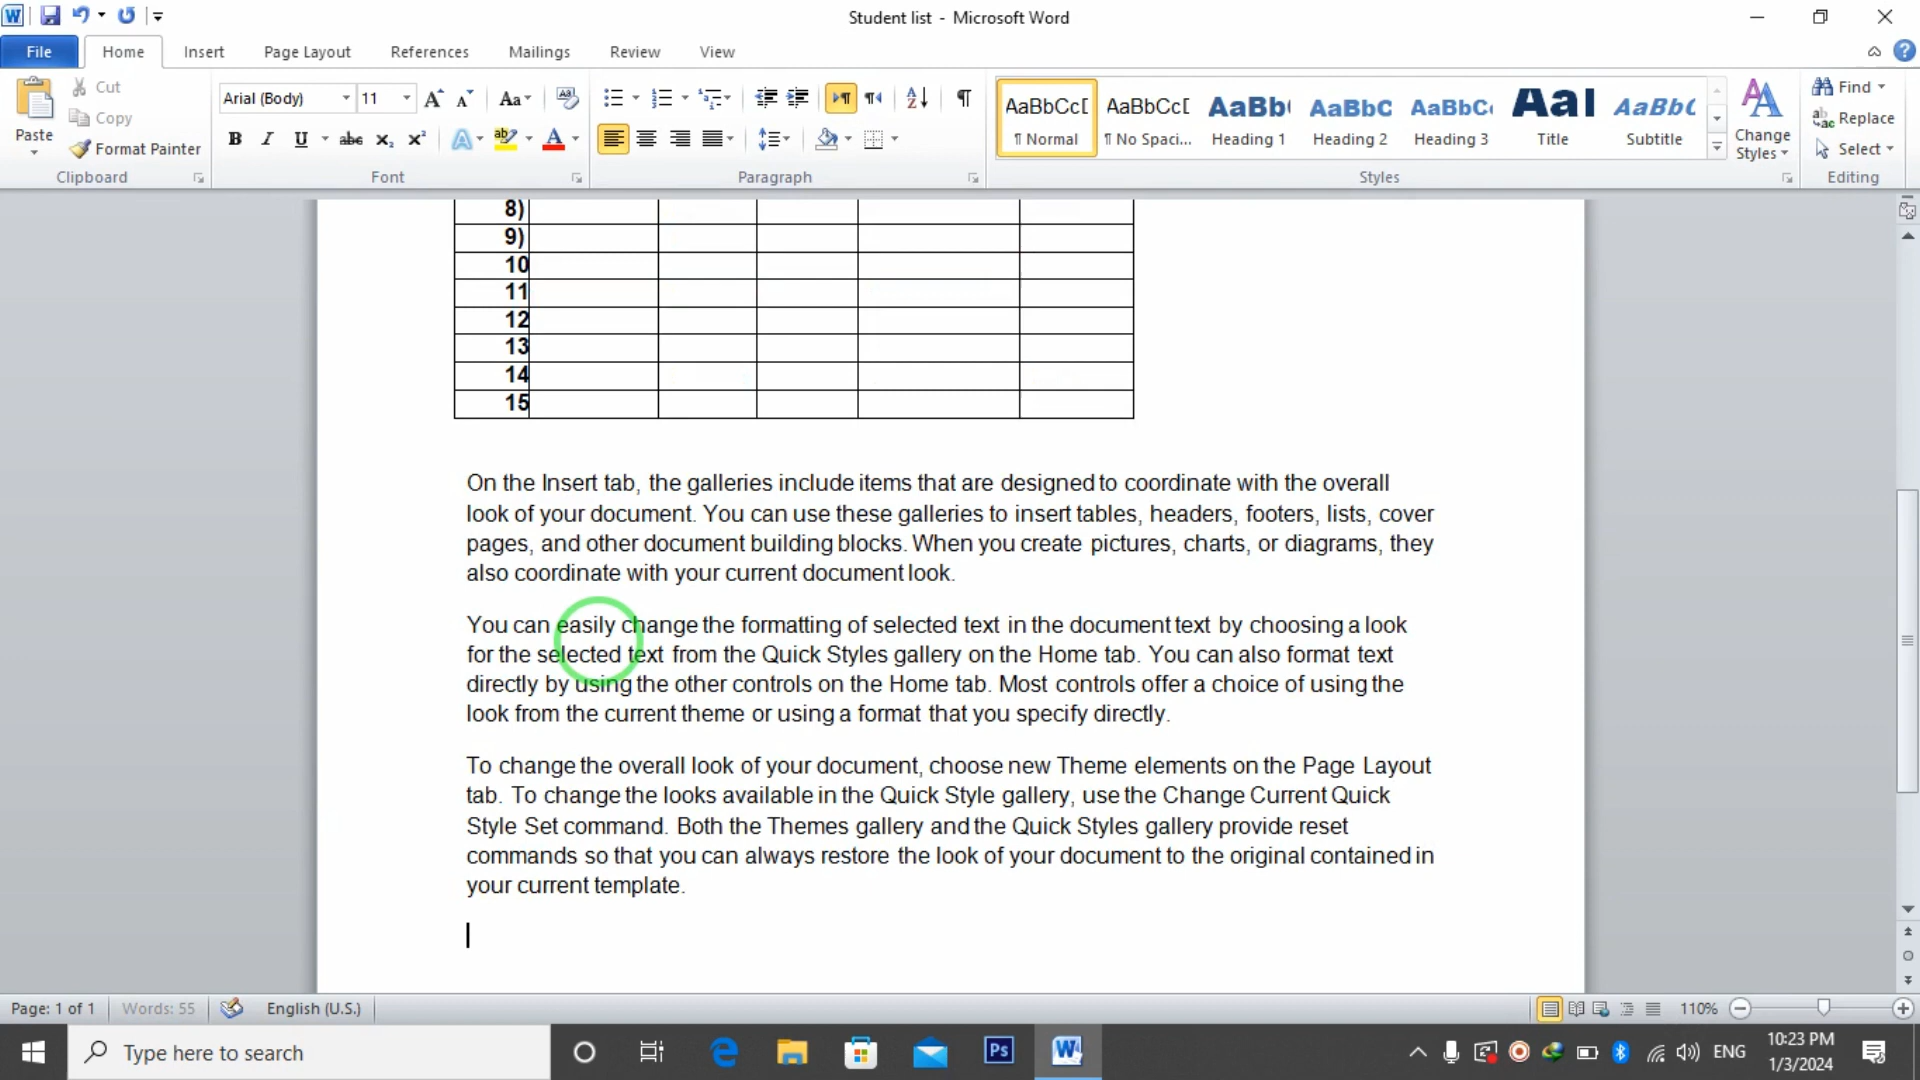 Student list - Microsoft Word
File Home Insert Page Layout References Mailings Review View
Paste
Cut
Copy
Format Painter
Clipboard
Arial (Body) 11
Font
Paragraph
AaBbCcD ¶ Normal
AaBbCcD ¶ No Spaci...
AaBb( Heading 1
AaBbC Heading 2
AaBbC Heading 3
AaI Title
AaBbC Subtitle
Change Styles
Styles
Find
Replace
Select
Editing
8)
9)
10
11
12
13
14
15
On the Insert tab, the galleries include items that are designed to coordinate with the overall
look of your document. You can use these galleries to insert tables, headers, footers, lists, cover
pages, and other document building blocks. When you create pictures, charts, or diagrams, they
also coordinate with your current document look.
You can easily change the formatting of selected text in the document text by choosing a look
for the selected text from the Quick Styles gallery on the Home tab. You can also format text
directly by using the other controls on the Home tab. Most controls offer a choice of using the
look from the current theme or using a format that you specify directly.
To change the overall look of your document, choose new Theme elements on the Page Layout
tab. To change the looks available in the Quick Style gallery, use the Change Current Quick
Style Set command. Both the Themes gallery and the Quick Styles gallery provide reset
commands so that you can always restore the look of your document to the original contained in
your current template.
Page: 1 of 1 Words: 55 English (U.S.) 110%
Type here to search
Ps
ENG
10:23 PM
1/3/2024